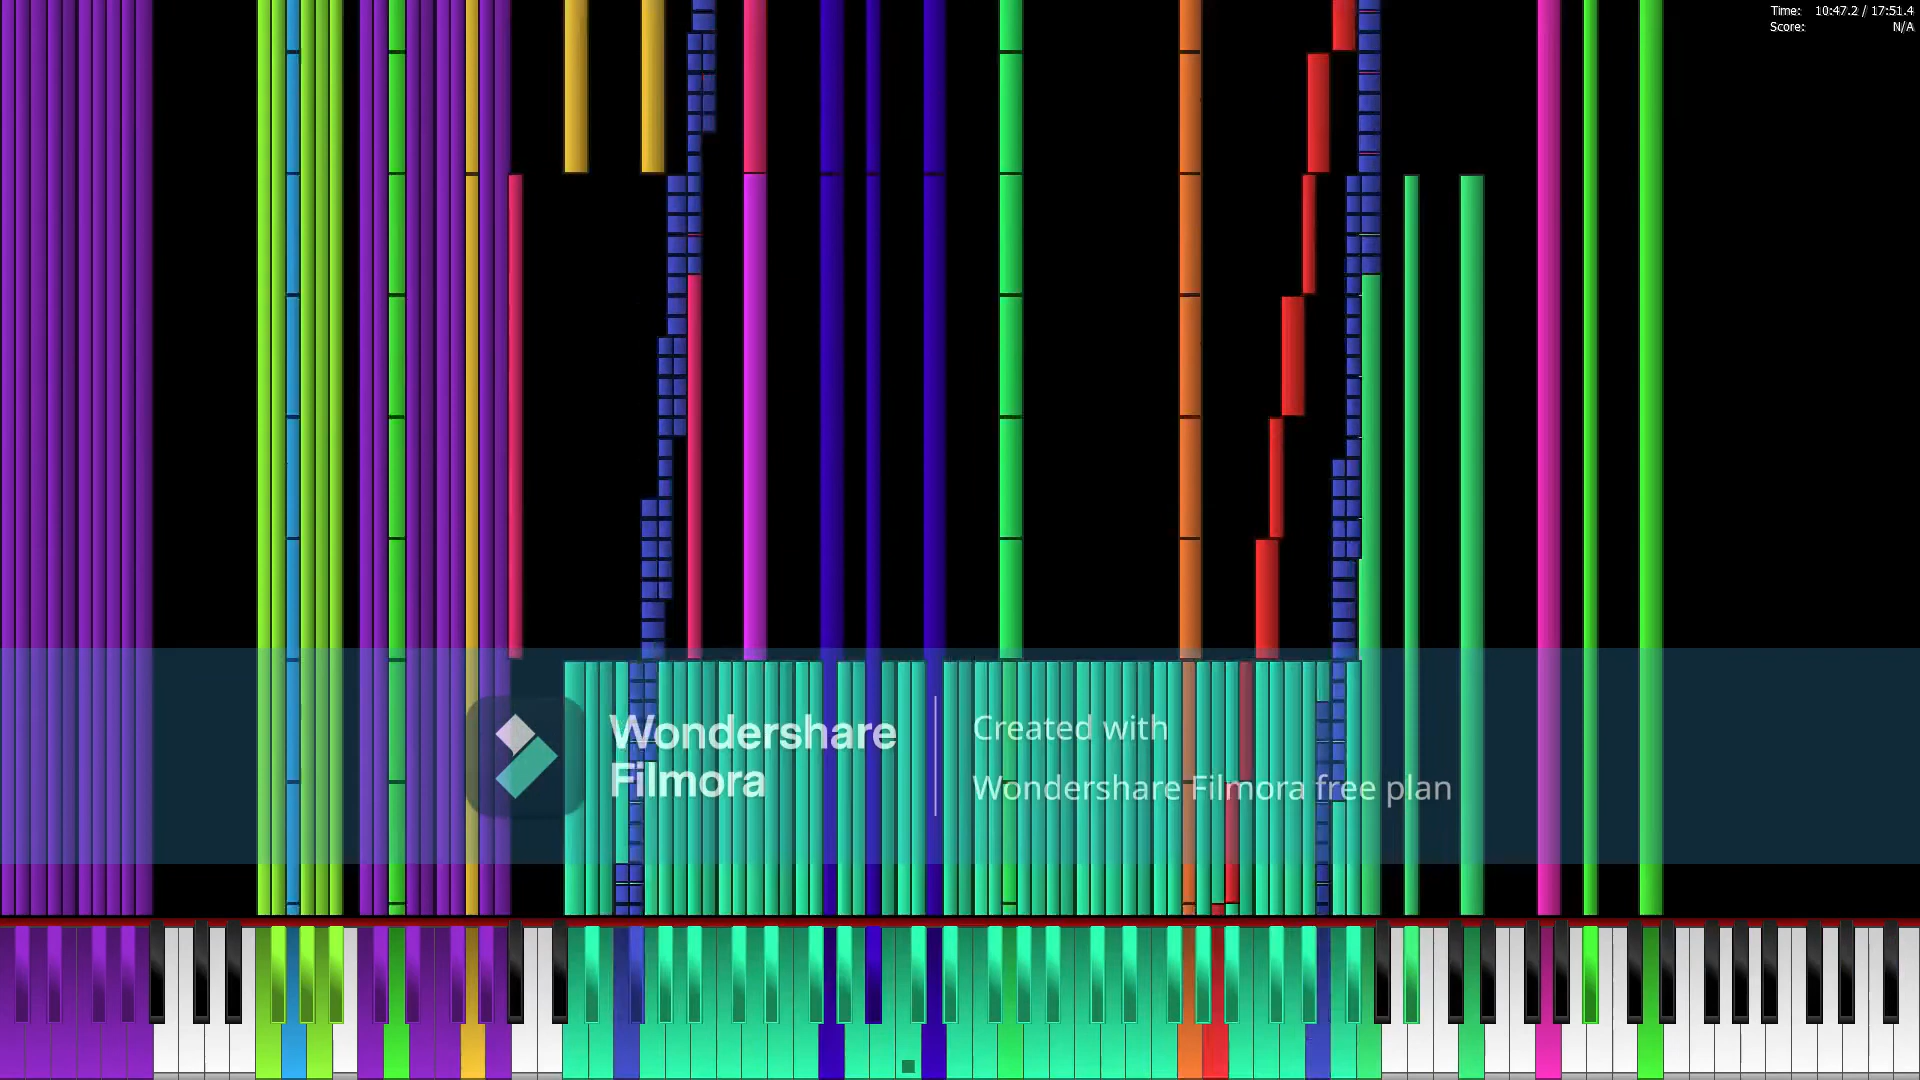 Time: 10:47.2 / 17:51.4
Score: N/A
Wondershare
Filmora
Created with
Wondershare Filmora free plan